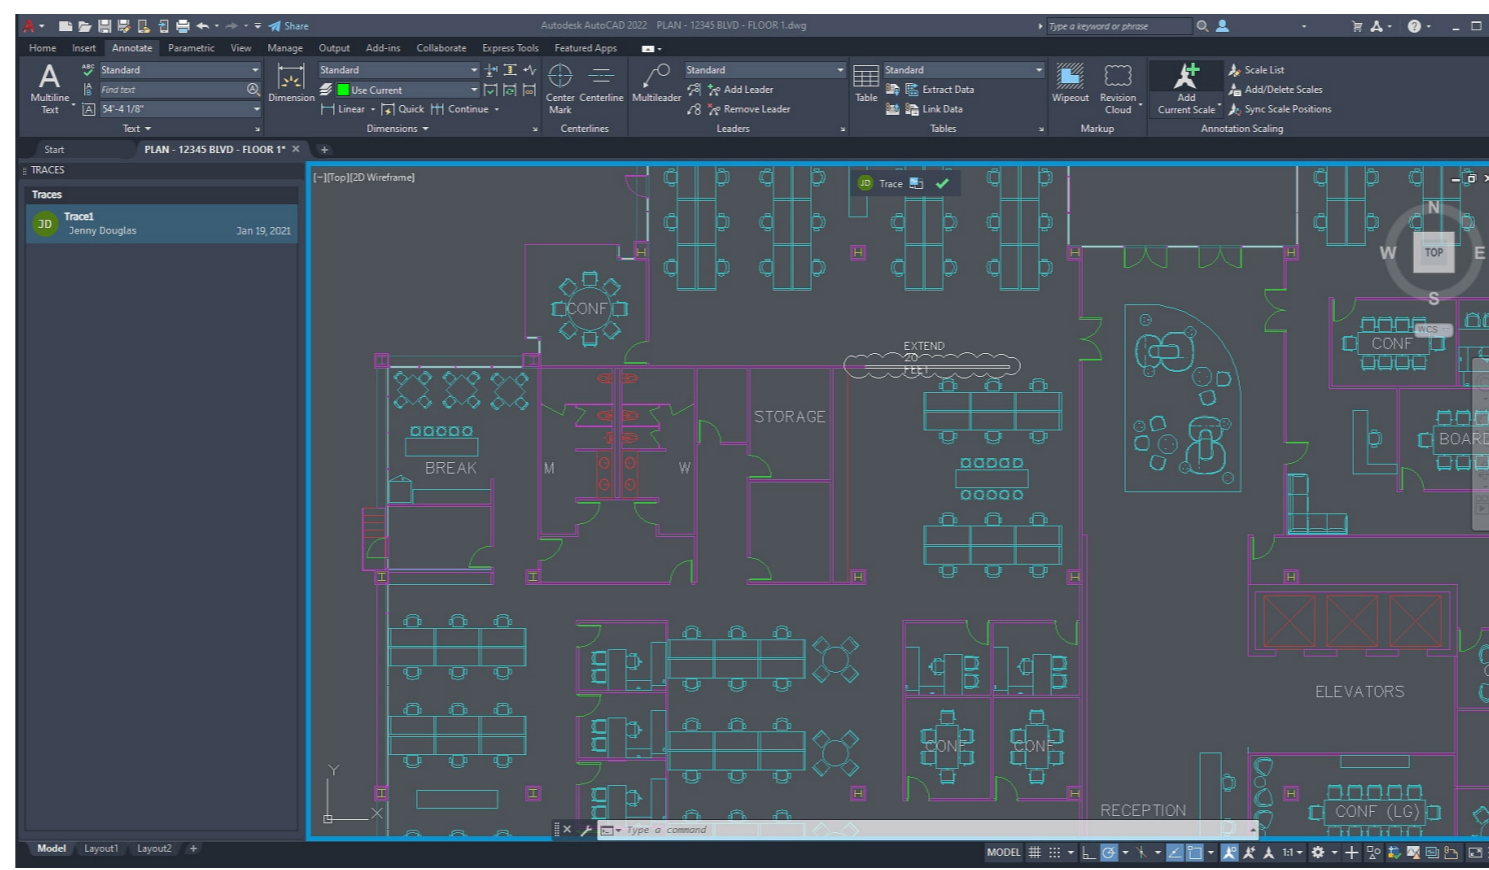 Share
Autodesk AutoCAD 2022 PLAN - 12345 BLVD - FLOOR 1.dwg
Type a keyword or phrase
Home Insert Annotate Parametric View Manage Output Add-ins Collaborate Express Tools Featured Apps
Multiline Text
ABC
Standard
Find text
54'-4 1/8"
Text
Dimension
Standard
Use Current
Linear Quick Continue
Dimensions
Center Mark Centerline
Centerlines
Multileader
Standard
Add Leader
Remove Leader
Leaders
Table
Standard
Extract Data
Link Data
Tables
Wipeout Revision Cloud
Markup
Add Current Scale
Scale List
Add/Delete Scales
Sync Scale Positions
Annotation Scaling
Start PLAN - 12345 BLVD - FLOOR 1*
TRACES
Traces
JD
Trace1
Jenny Douglas Jan 19, 2021
[−][Top][2D Wireframe]
JD Trace
N
W TOP E
S
WCS
CONF
EXTEND
20
FEET
CONF
STORAGE
BOARD
BREAK
M W
ELEVATORS
CONF CONF
RECEPTION
CONF (LG)
Y
X
Type a command
Model Layout1 Layout2
MODEL 1:1